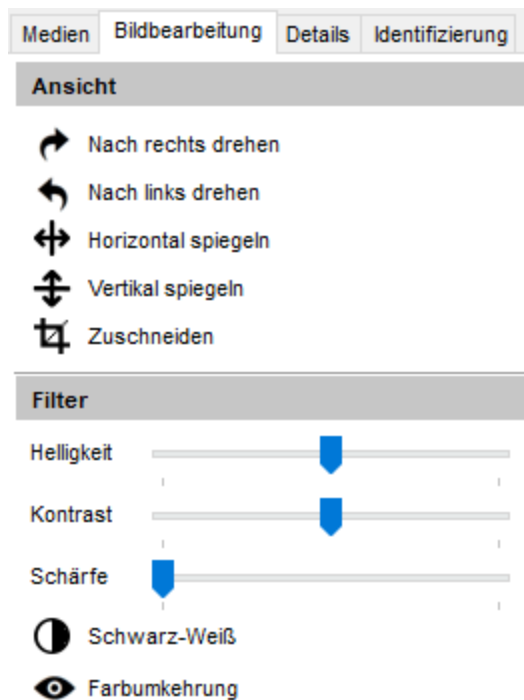 Medien Bildbearbeitung Details Identifizierung
Ansicht
Nach rechts drehen
Nach links drehen
Horizontal spiegeln
Vertikal spiegeln
Zuschneiden
Filter
Helligkeit
Kontrast
Schärfe
Schwarz-Weiß
Farbumkehrung